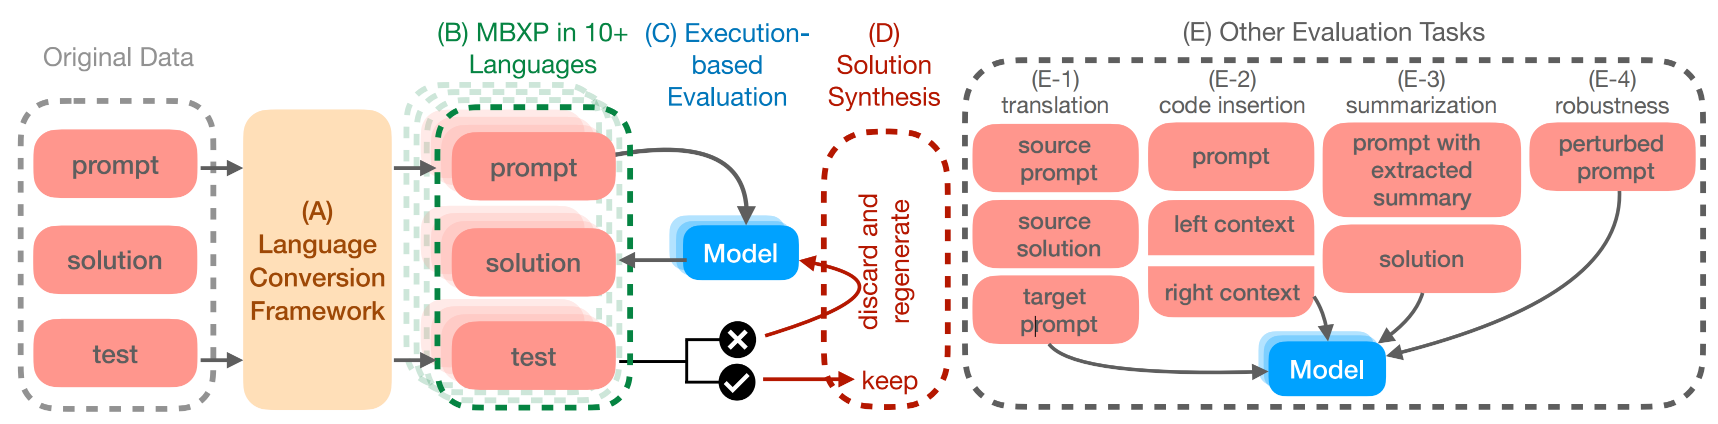 Original Data
prompt
solution
test
(A)
Language
Conversion
Framework
(B) MBXP in 10+
Languages
prompt
solution
test
(C) Execution-
based
Evaluation
Model
(D)
Solution
Synthesis
discard and
regenerate
keep
(E) Other Evaluation Tasks
(E-1)
translation
source
prompt
source
solution
target
prompt
(E-2)
code insertion
prompt
left context
right context
(E-3)
summarization
prompt with
extracted
summary
solution
(E-4)
robustness
perturbed
prompt
Model